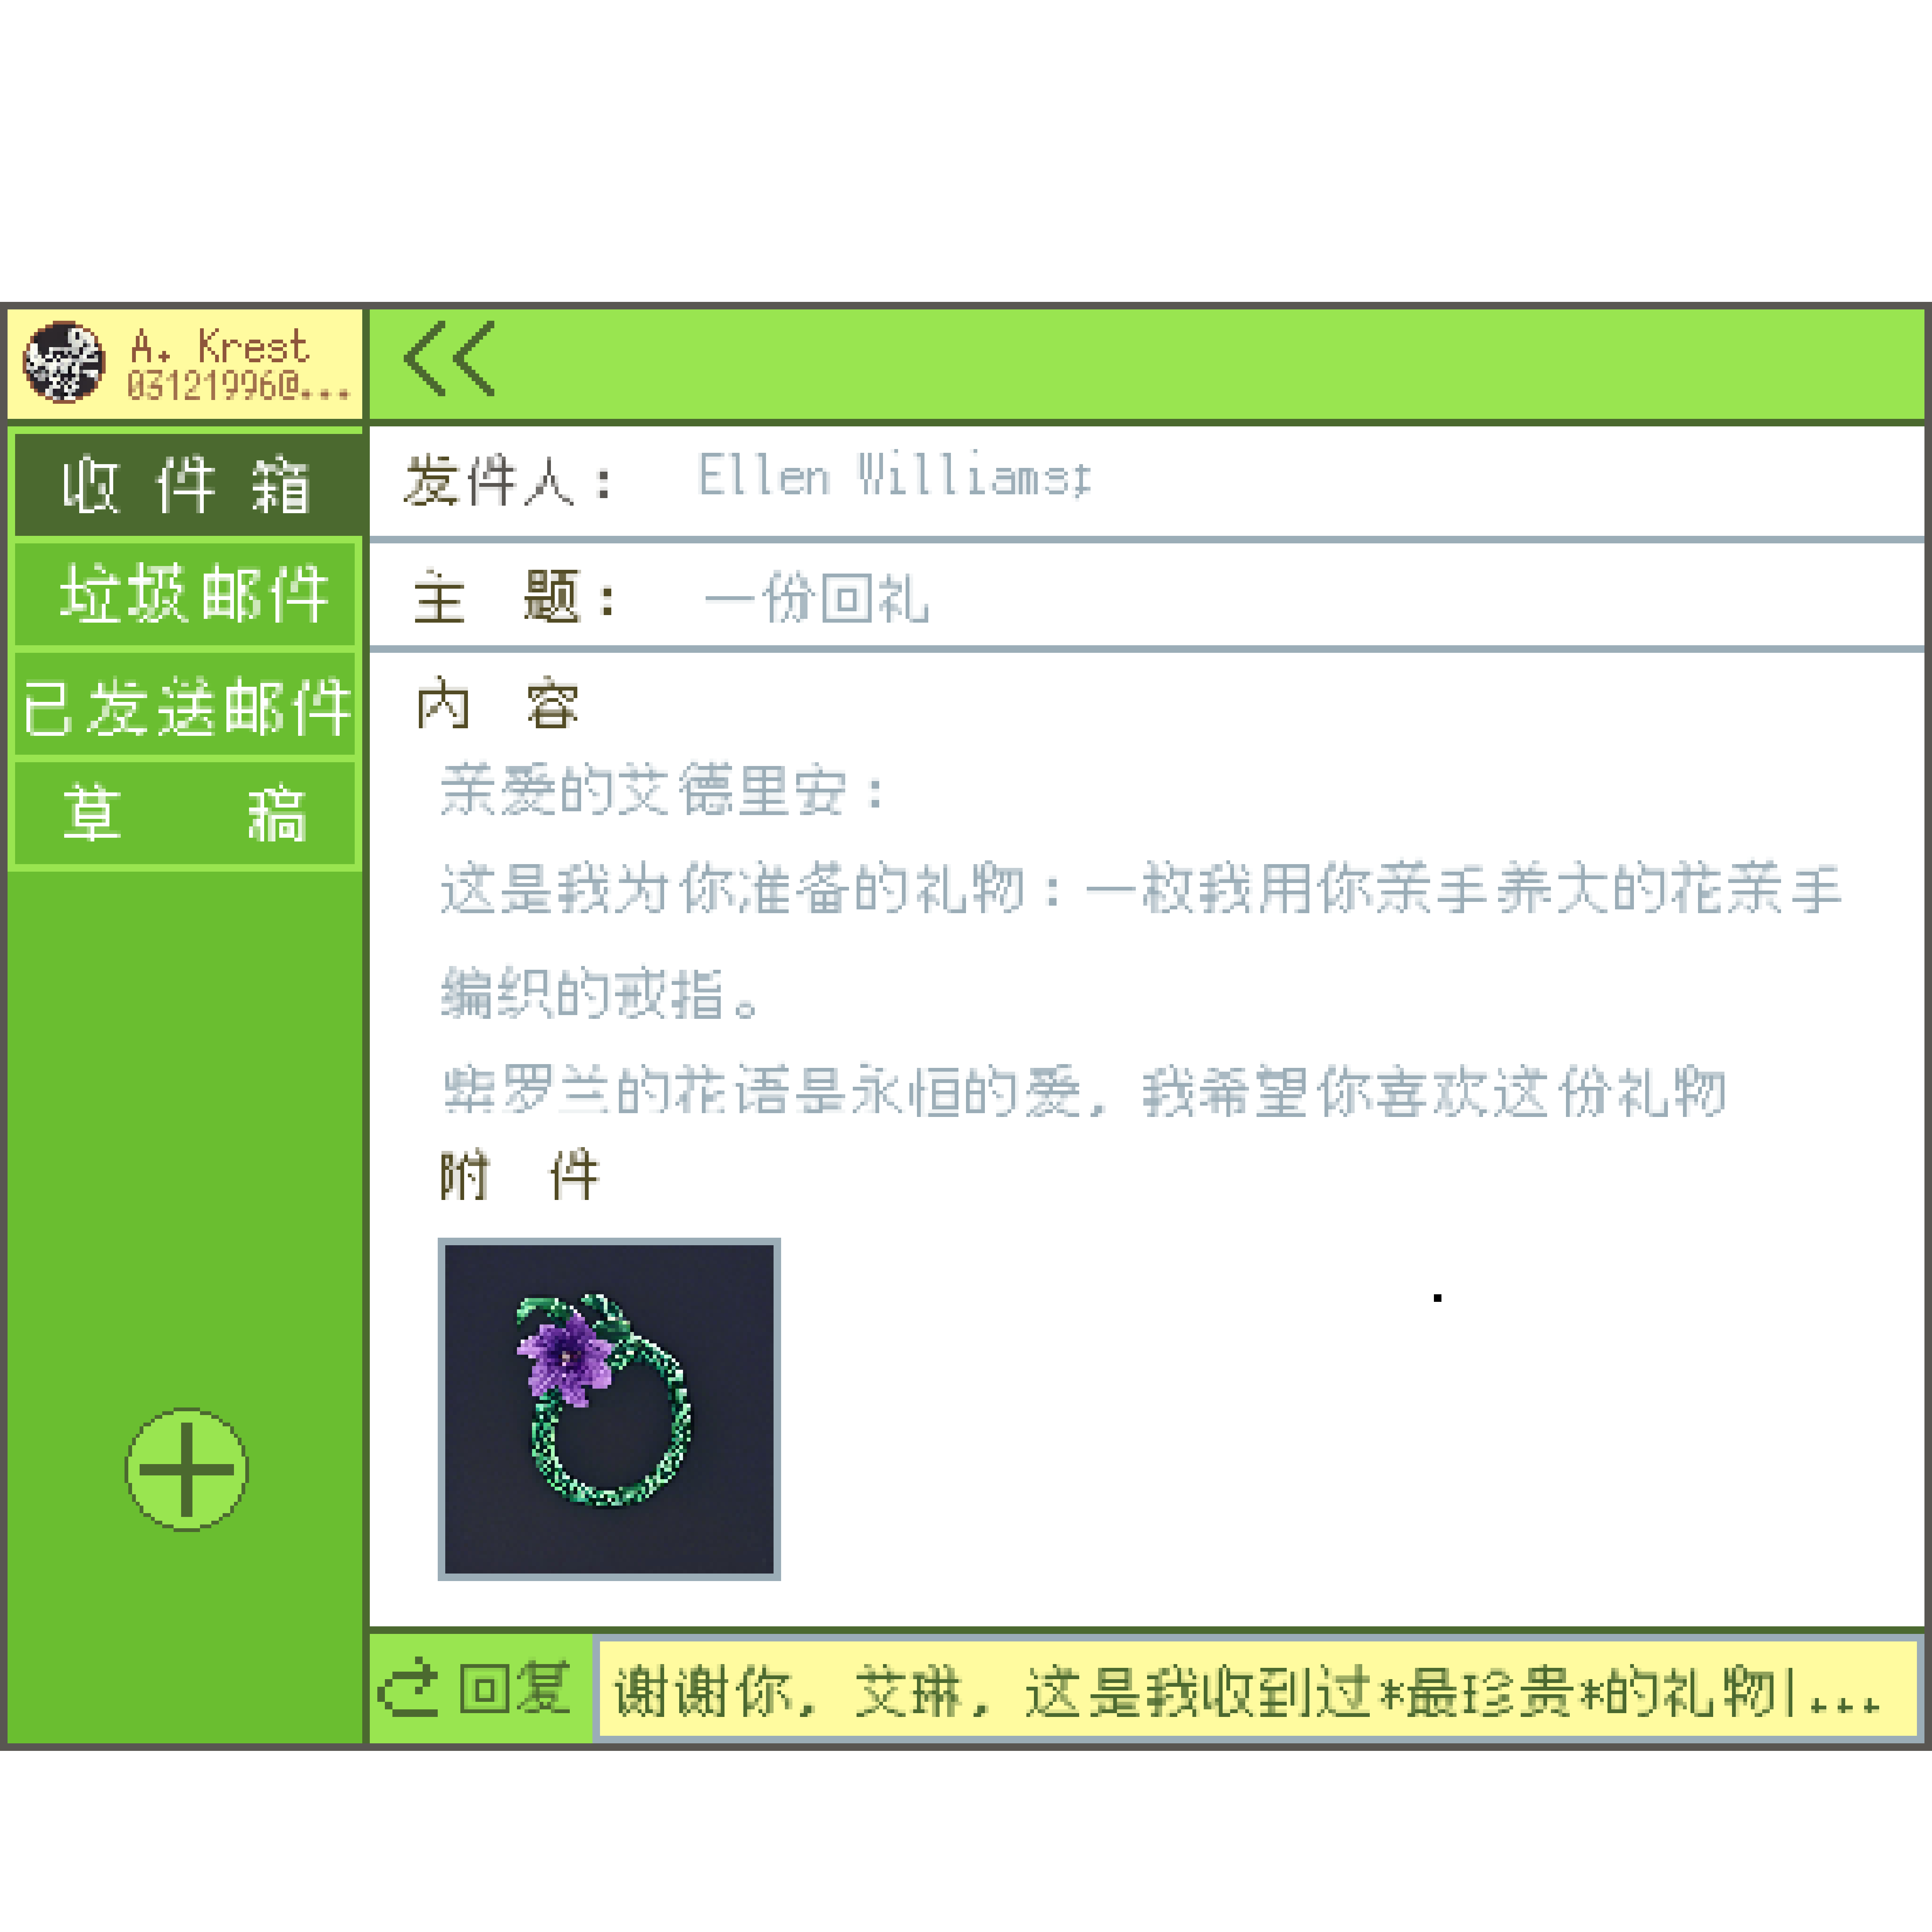 A. Krest
03121996@...
<<
收件箱
垃圾邮件
已发送邮件
草稿
发件人： Ellen Williams‡
主题： 一份回礼
内容
亲爱的艾德里安：
这是我为你准备的礼物：一枚我用你亲手养大的花亲手
编织的戒指。
紫罗兰的花语是永恒的爱，我希望你喜欢这份礼物
附件
回复
谢谢你，艾琳，这是我收到过*最珍贵*的礼物|...